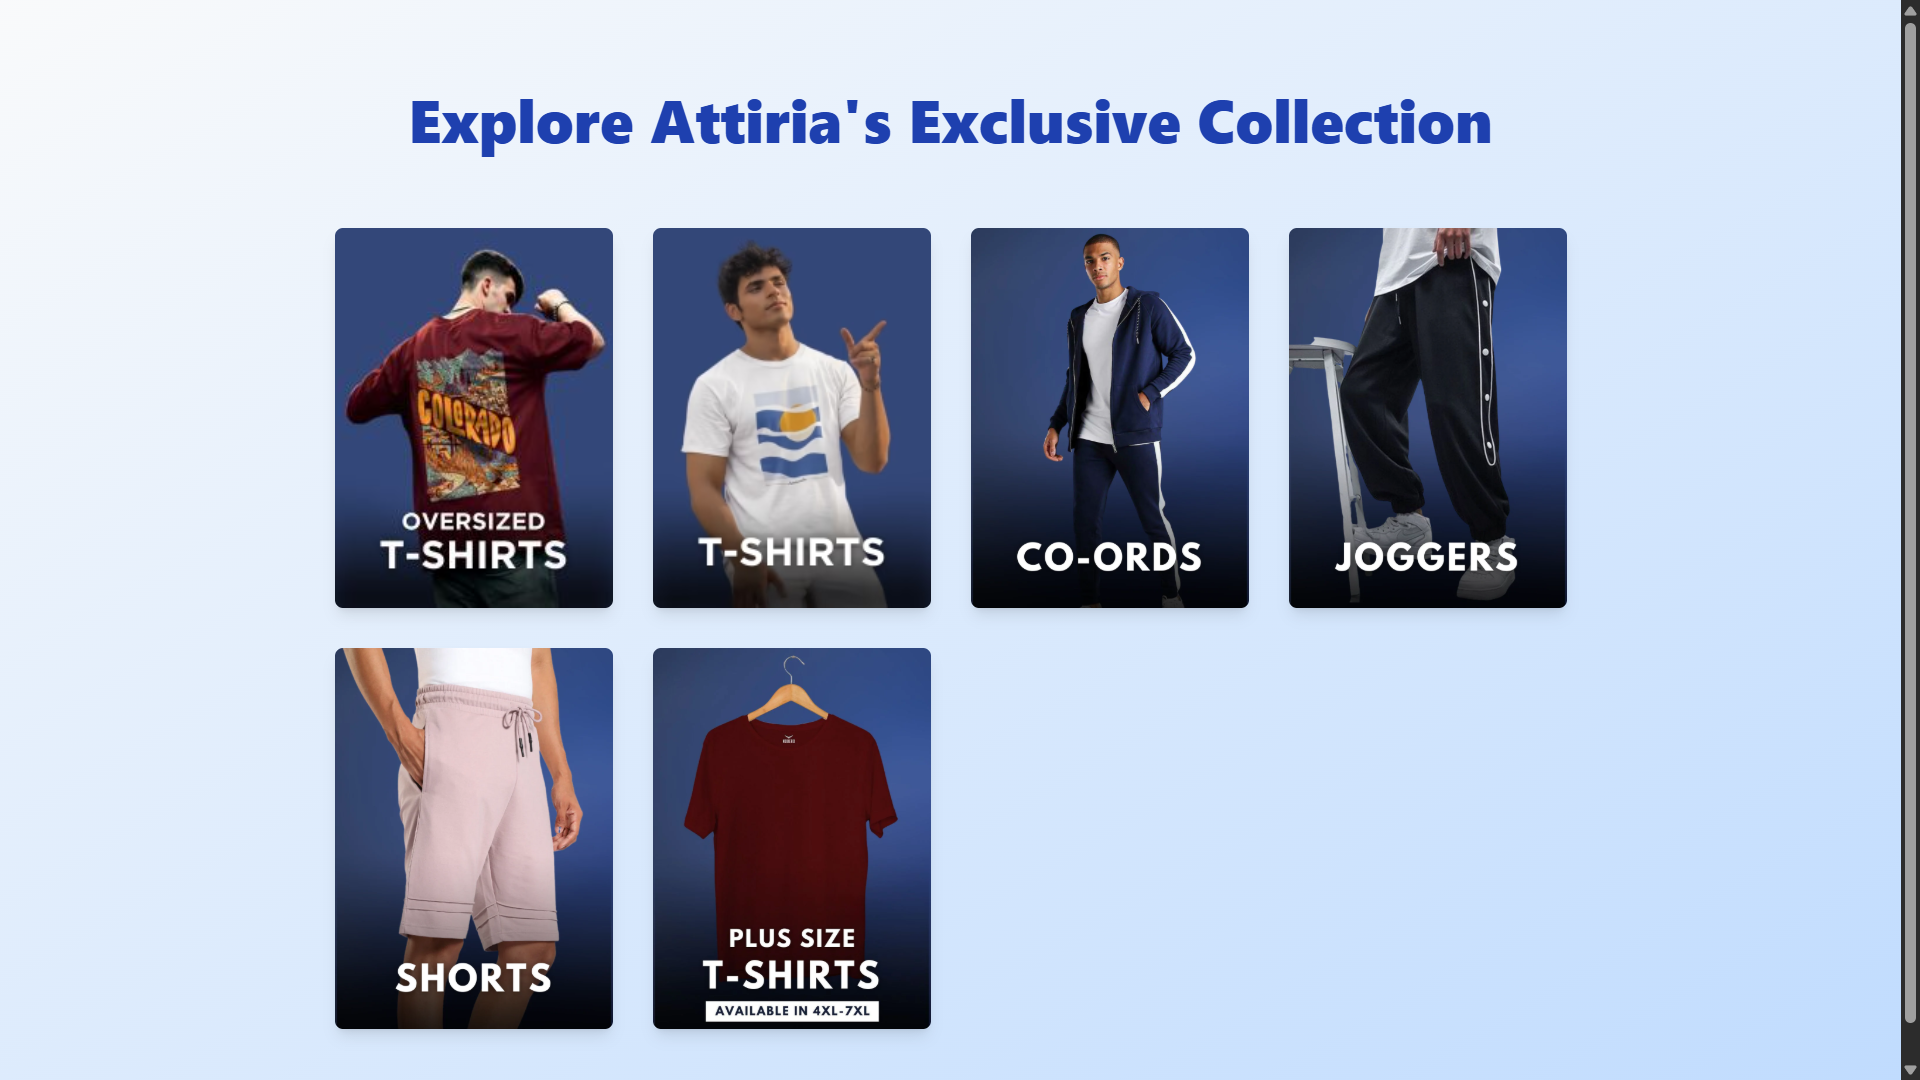 Explore Attiria's Exclusive Collection
COLORADO
OVERSIZED
T-SHIRTS
T-SHIRTS
CO-ORDS
JOGGERS
SHORTS
PLUS SIZE
T-SHIRTS
AVAILABLE IN 4XL-7XL